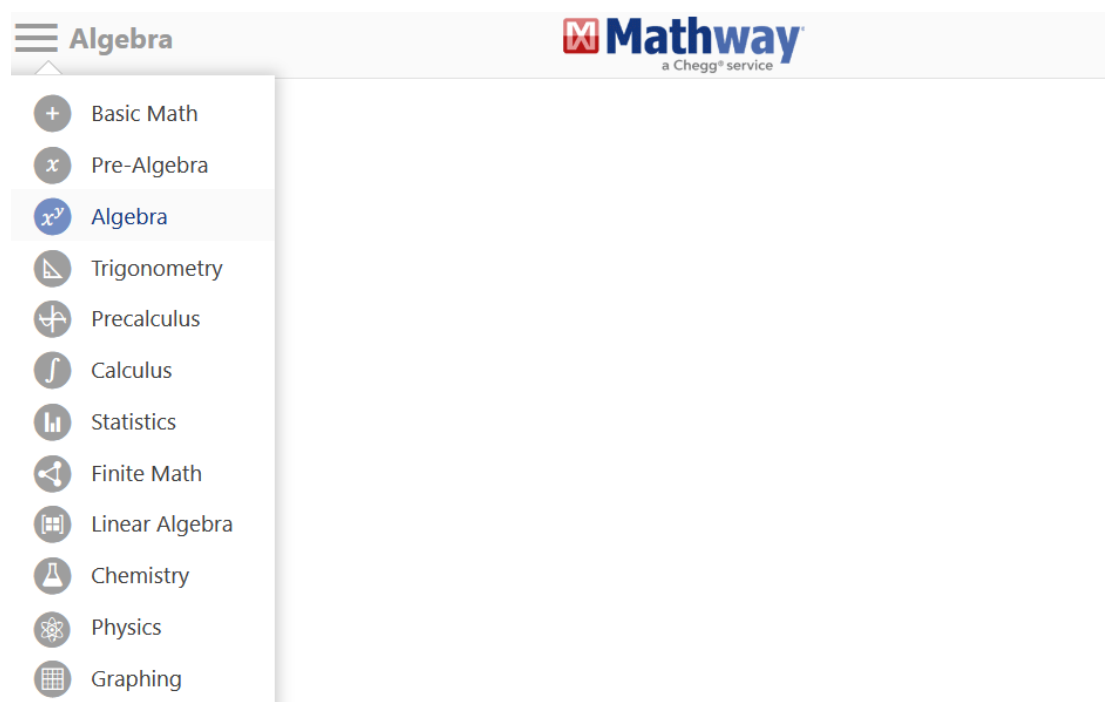 Algebra
Mathway
a Chegg® service
+ Basic Math
x Pre-Algebra
xʸ Algebra
Trigonometry
Precalculus
∫ Calculus
Statistics
Finite Math
Linear Algebra
Chemistry
Physics
Graphing